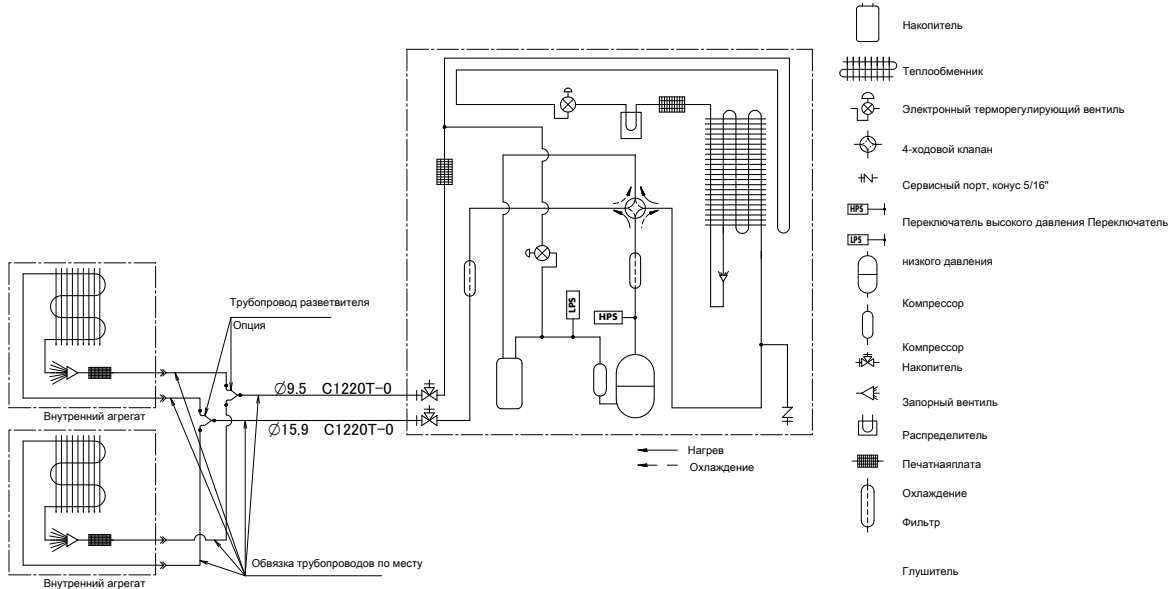 Накопитель
Теплообменник
Электронный терморегулирующий вентиль
4-ходовой клапан
Сервисный порт, конус 5/16"
HPS
Переключатель высокого давления Переключатель
LPS
низкого давления
Компрессор
Компрессор
Накопитель
Запорный вентиль
Распределитель
Печатнаяплата
Охлаждение
Фильтр
Глушитель
LPS
HPS
Трубопровод разветвителя
Опция
Ø9.5 C1220T-0
Ø15.9 C1220T-0
Внутренний агрегат
Нагрев
Охлаждение
Обвязка трубопроводов по месту
Внутренний агрегат